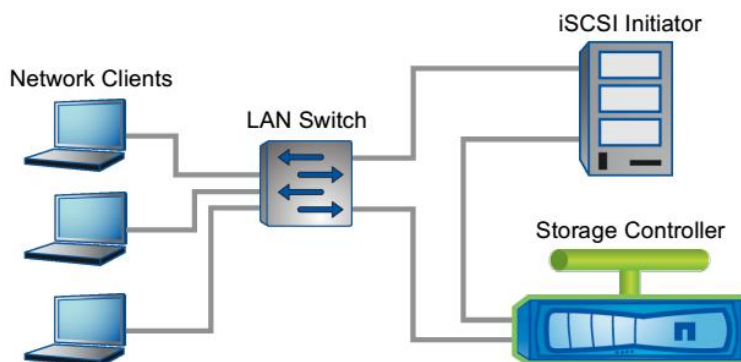 iSCSI Initiator
Network Clients
LAN Switch
Storage Controller